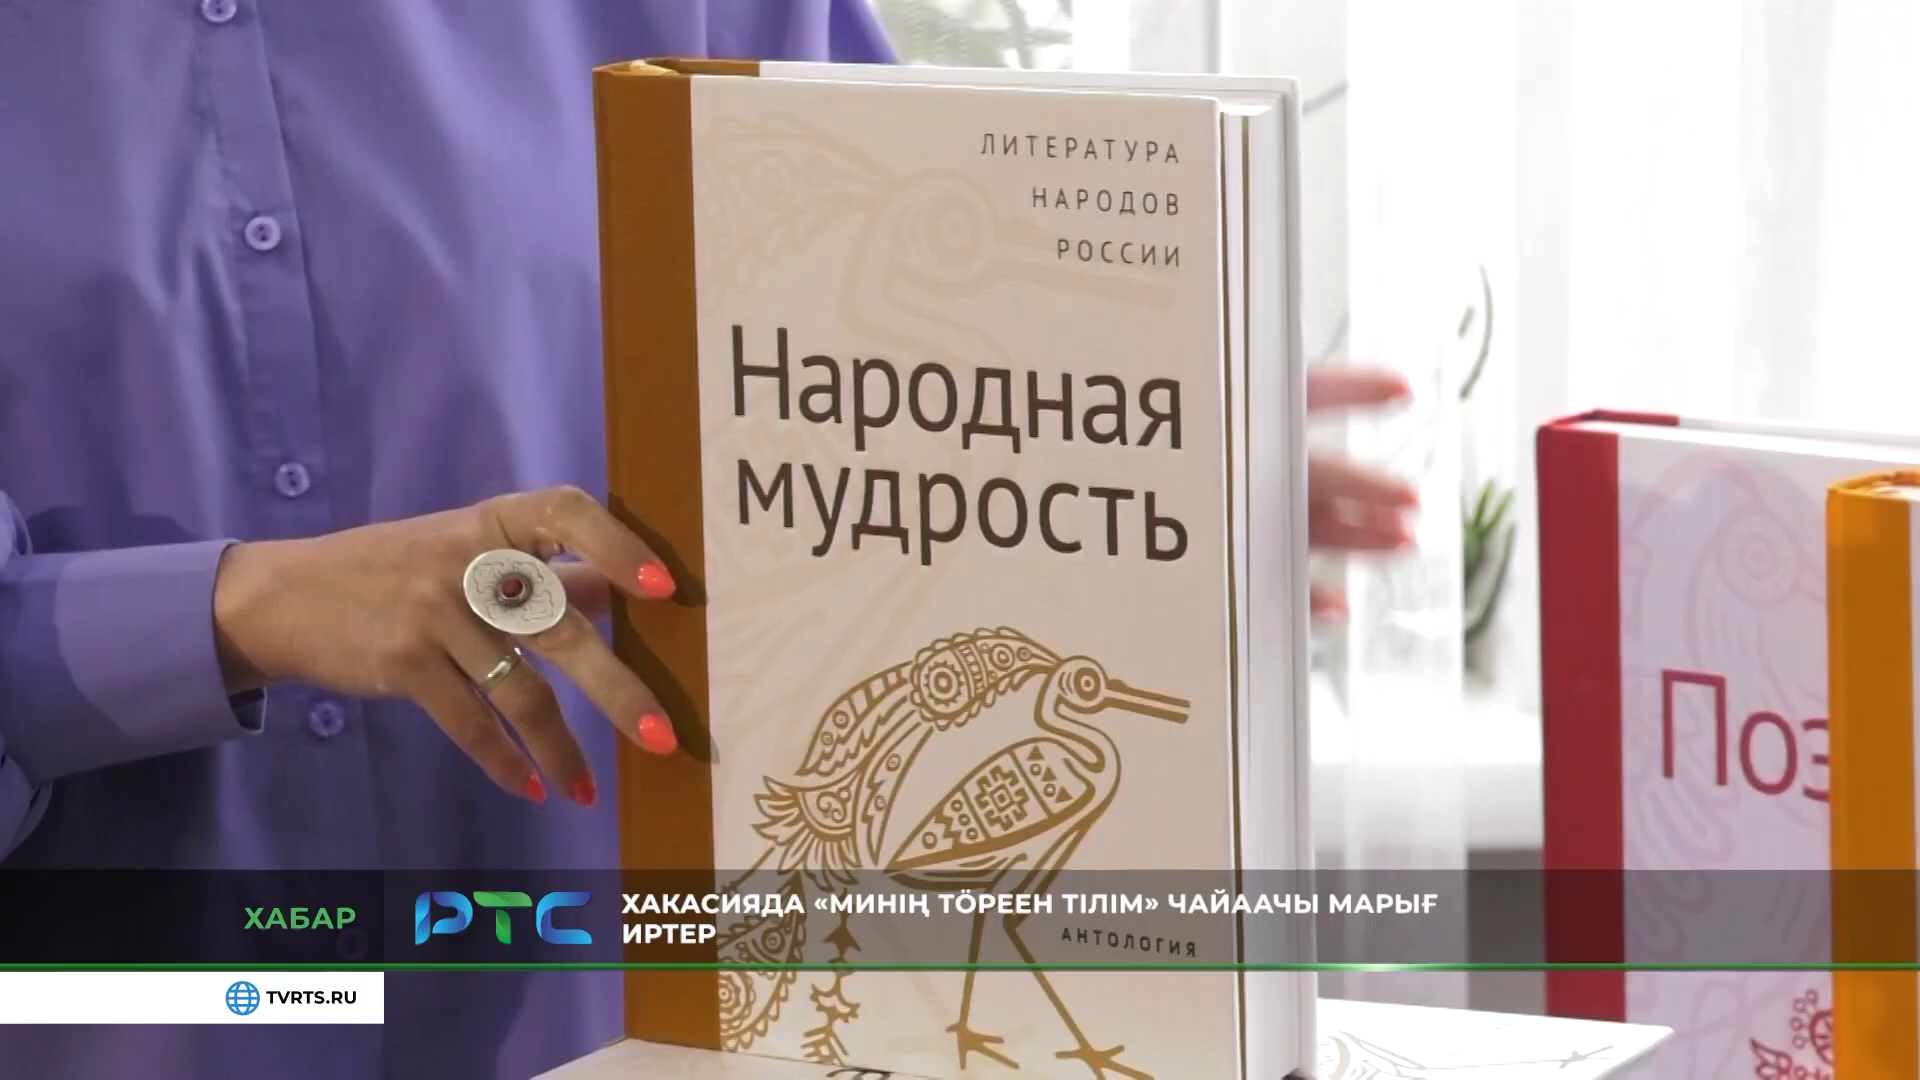 ЛИТЕРАТУРА
НАРОДОВ
РОССИИ
Народная
мудрость
АНТОЛОГИЯ
ХАБАР
РТС
ХАКАСИЯДА «МИНІҢ ТӦРЕЕН ТІЛІМ» ЧАЙААЧЫ МАРЫҒ
ИРТЕР
TVRTS.RU